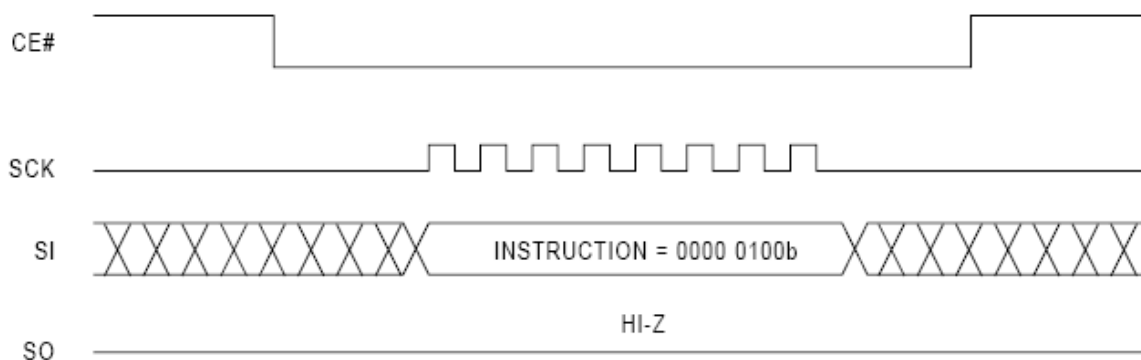 CE#
SCK
SI
INSTRUCTION = 0000 0100b
HI-Z
SO